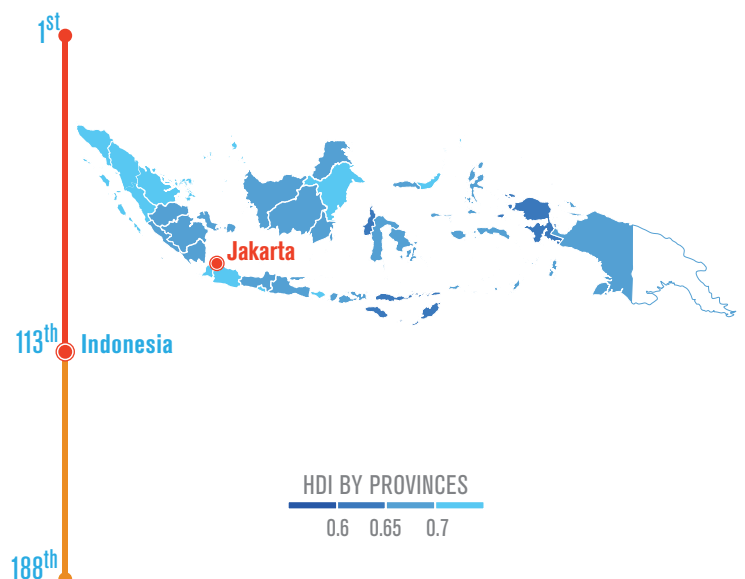 1st
Jakarta
113th
Indonesia
HDI BY PROVINCES
0.6 0.65 0.7
188th